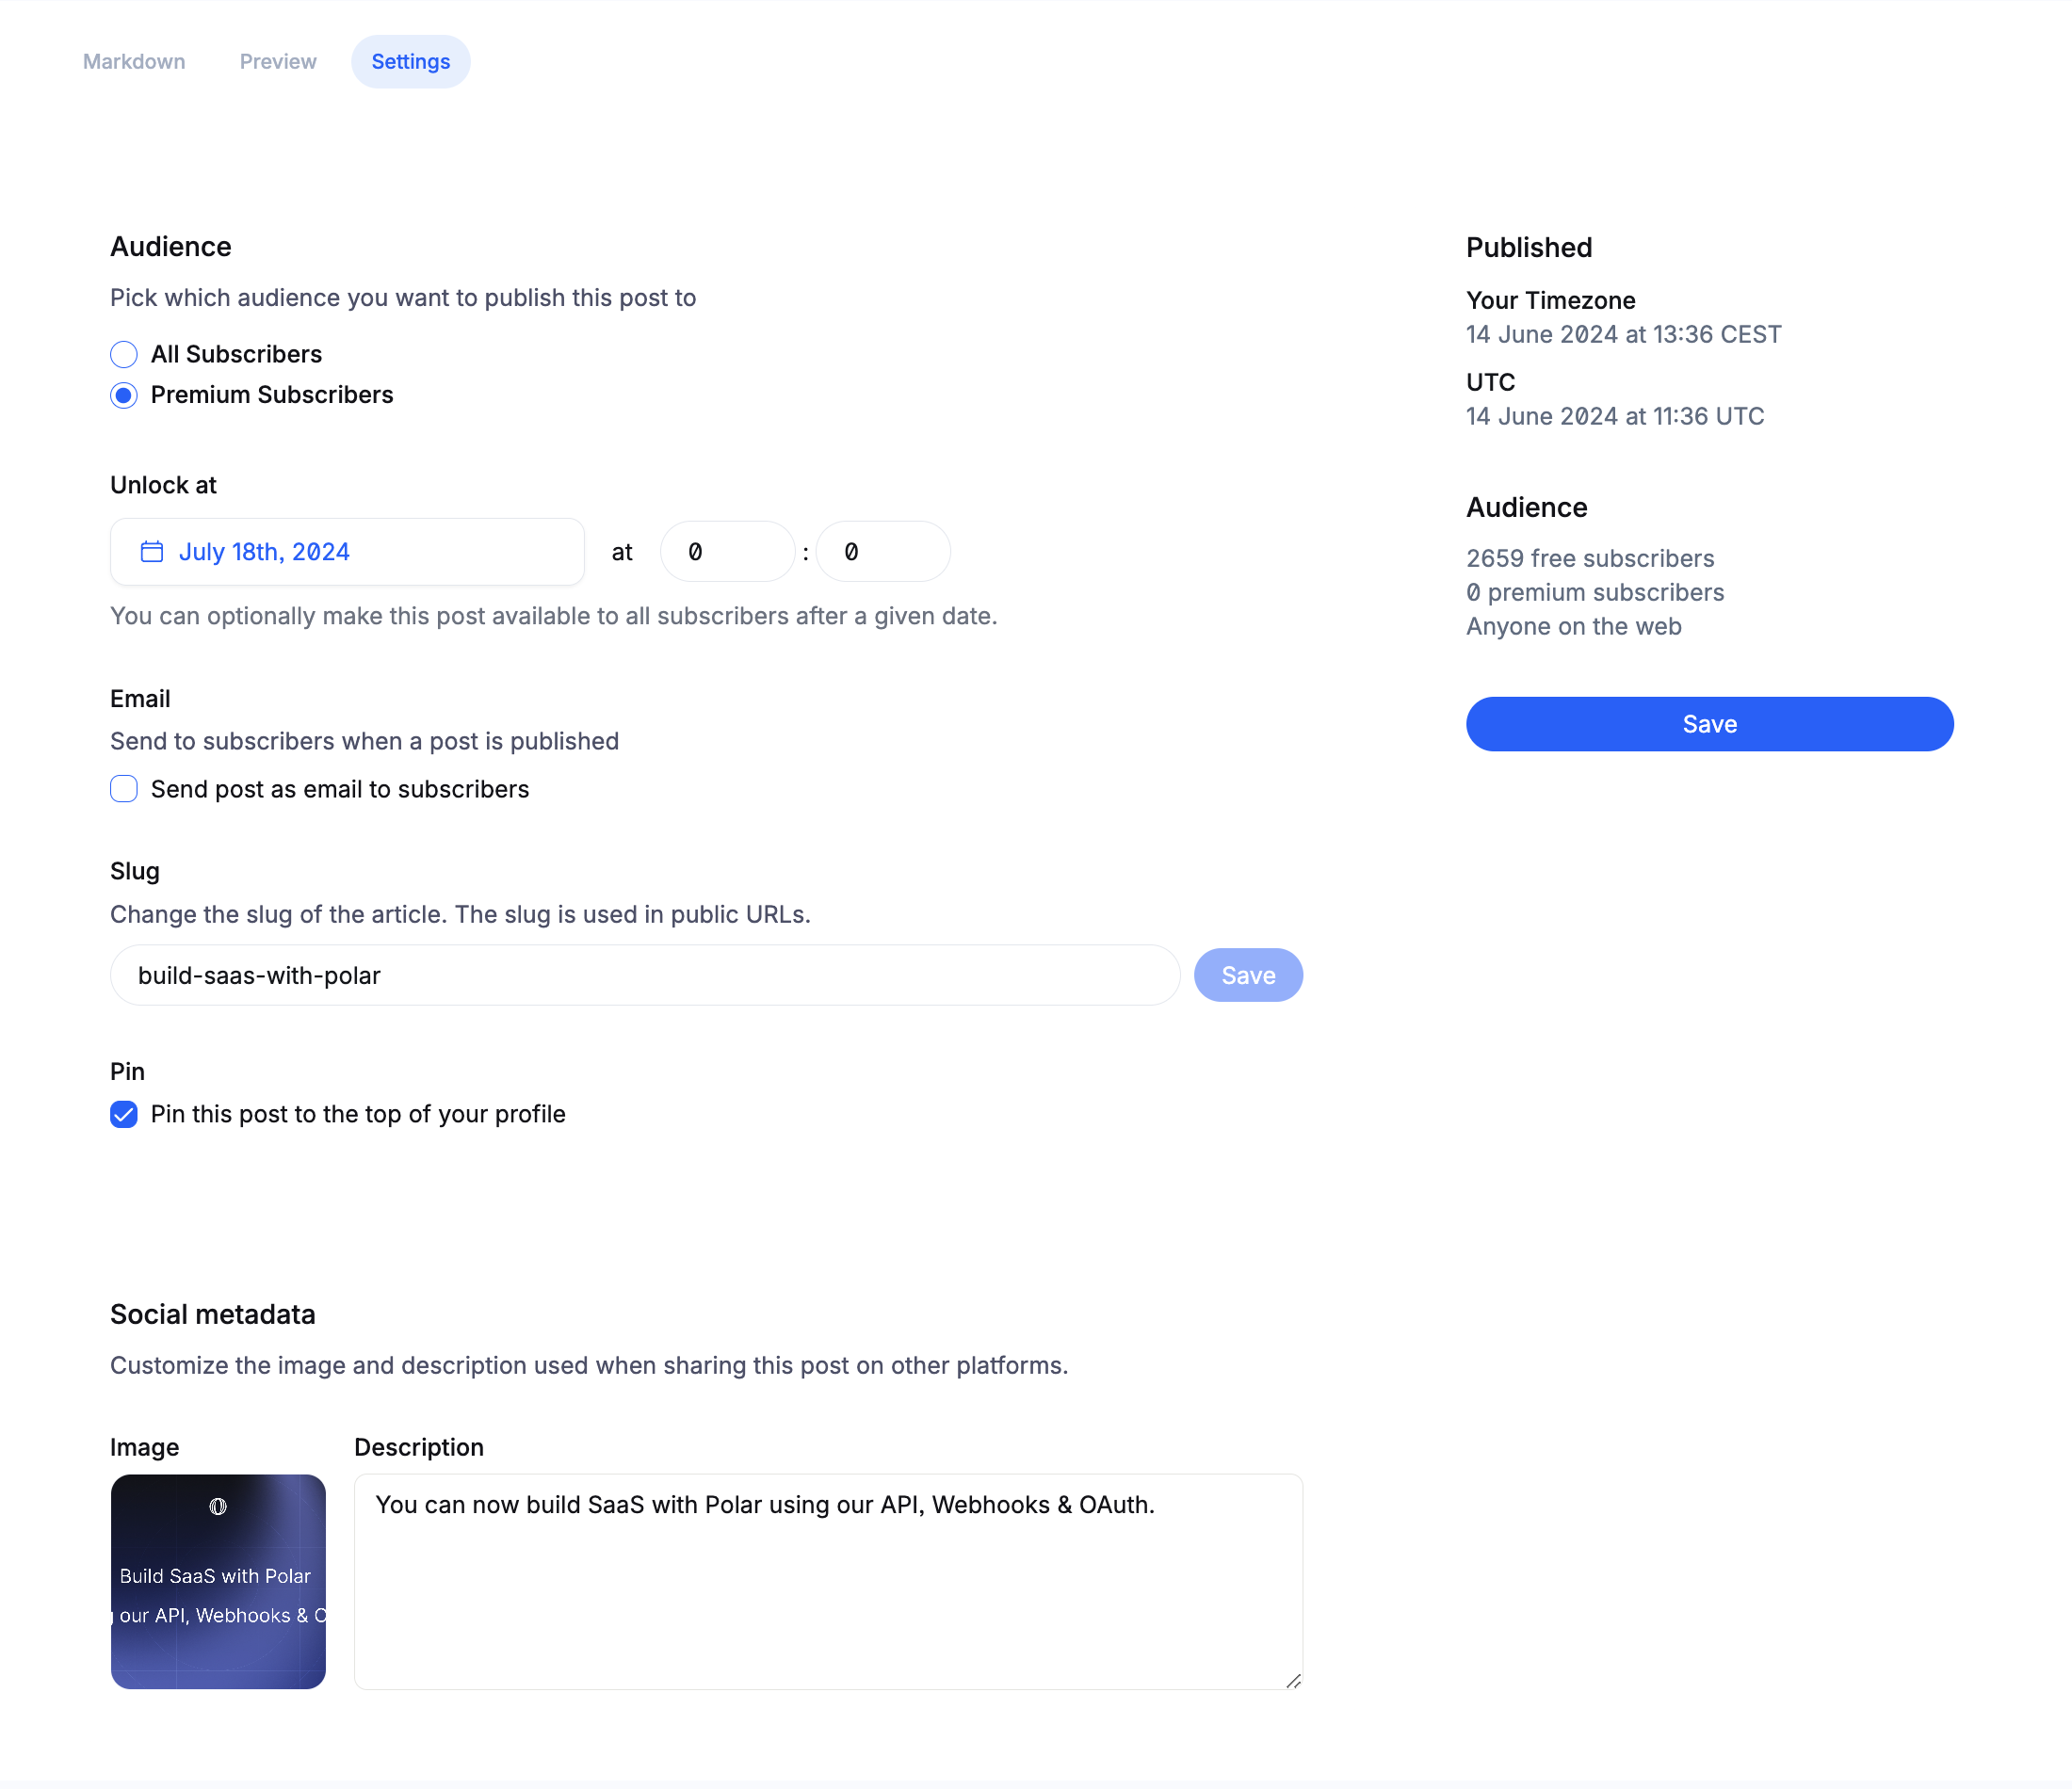 Markdown Preview Settings
Audience
Pick which audience you want to publish this post to
All Subscribers
Premium Subscribers
Unlock at
July 18th, 2024 at 0 : 0
You can optionally make this post available to all subscribers after a given date.
Email
Send to subscribers when a post is published
Send post as email to subscribers
Slug
Change the slug of the article. The slug is used in public URLs.
build-saas-with-polar Save
Pin
Pin this post to the top of your profile
Social metadata
Customize the image and description used when sharing this post on other platforms.
Image
Build SaaS with Polar
our API, Webhooks &
Description
You can now build SaaS with Polar using our API, Webhooks & OAuth.
Published
Your Timezone
14 June 2024 at 13:36 CEST
UTC
14 June 2024 at 11:36 UTC
Audience
2659 free subscribers
0 premium subscribers
Anyone on the web
Save